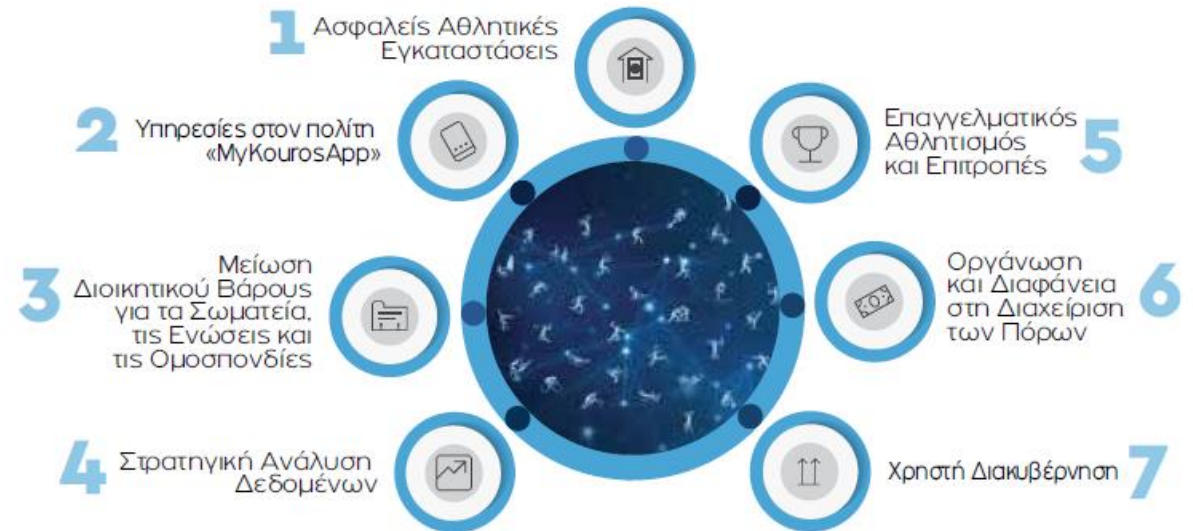 1
Ασφαλείς Αθλητικές
Εγκαταστάσεις
2
Υπηρεσίες στον πολίτη
«MyKourosApp»
3
Μείωση
Διοικητικού Βάρους
για τα Σωματεία,
τις Ενώσεις και
τις Ομοσπονδίες
4
Στρατηγική Ανάλυση
Δεδομένων
Επαγγελματικός
Αθλητισμός
και Επιτροπές
5
Οργάνωση
και Διαφάνεια
στη Διαχείριση
των Πόρων
6
Χρηστή Διακυβέρνηση
7